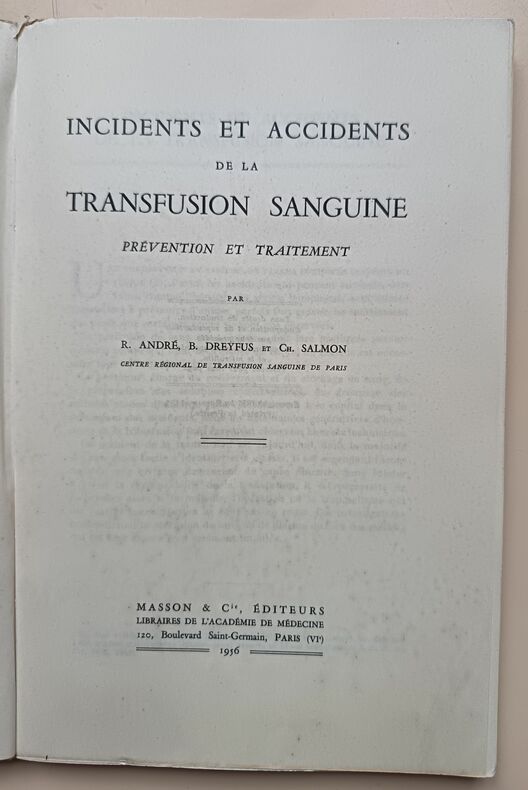 INCIDENTS ET ACCIDENTS
DE LA
TRANSFUSION SANGUINE
PRÉVENTION ET TRAITEMENT
PAR
R. ANDRÉ, B. DREYFUS ET CH. SALMON
CENTRE RÉGIONAL DE TRANSFUSION SANGUINE DE PARIS
MASSON & Cie, ÉDITEURS
LIBRAIRES DE L'ACADÉMIE DE MÉDECINE
120, Boulevard Saint-Germain, PARIS (VIe)
1956